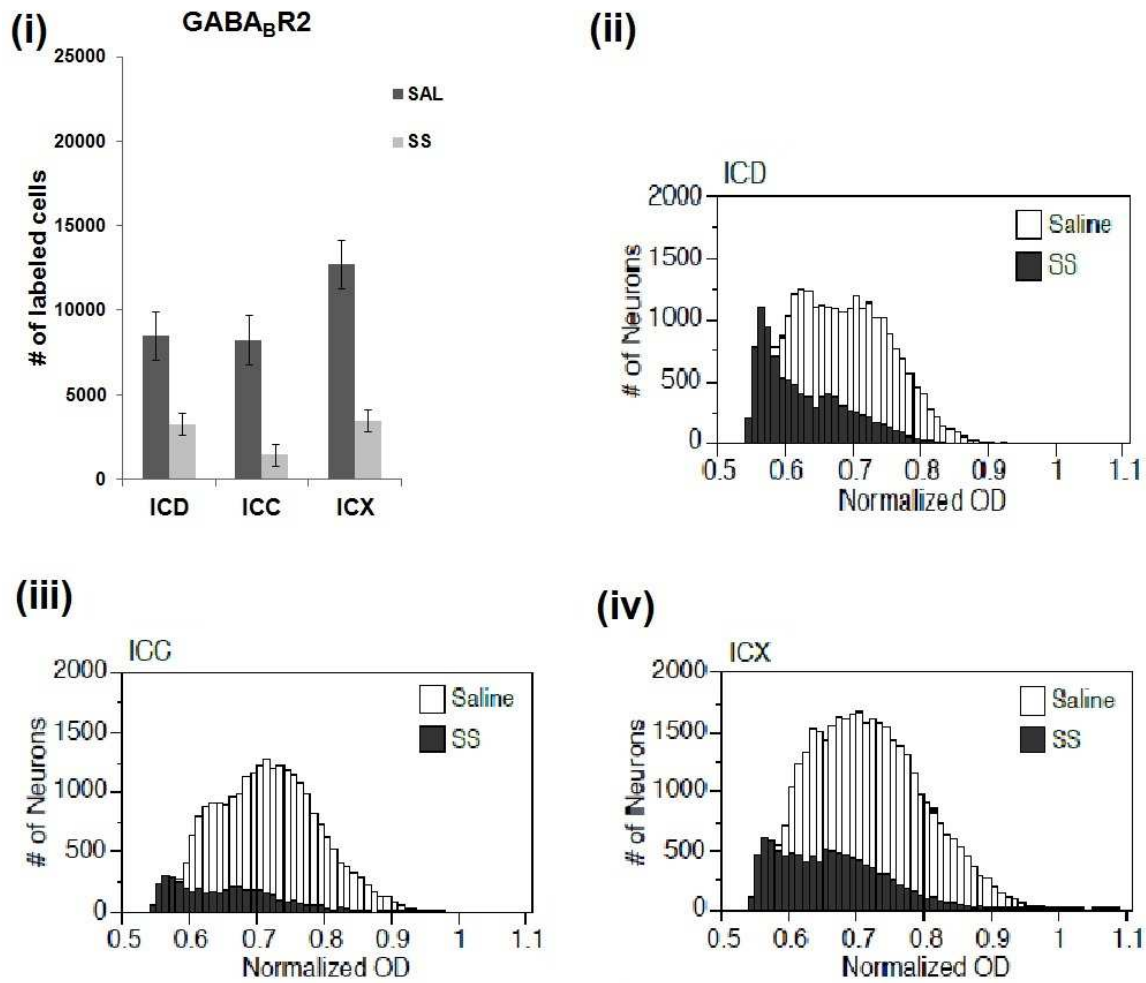 (i)
GABABR2
25000
20000
15000
10000
5000
0
# of labeled cells
SAL
SS
ICD ICC ICX
(ii)
ICD
2000
1500
1000
500
0
# of Neurons
Saline
SS
0.5 0.6 0.7 0.8 0.9 1 1.1
Normalized OD
(iii)
ICC
2000
1500
1000
500
0
# of Neurons
Saline
SS
0.5 0.6 0.7 0.8 0.9 1 1.1
Normalized OD
(iv)
ICX
2000
1500
1000
500
0
# of Neurons
Saline
SS
0.5 0.6 0.7 0.8 0.9 1 1.1
Normalized OD